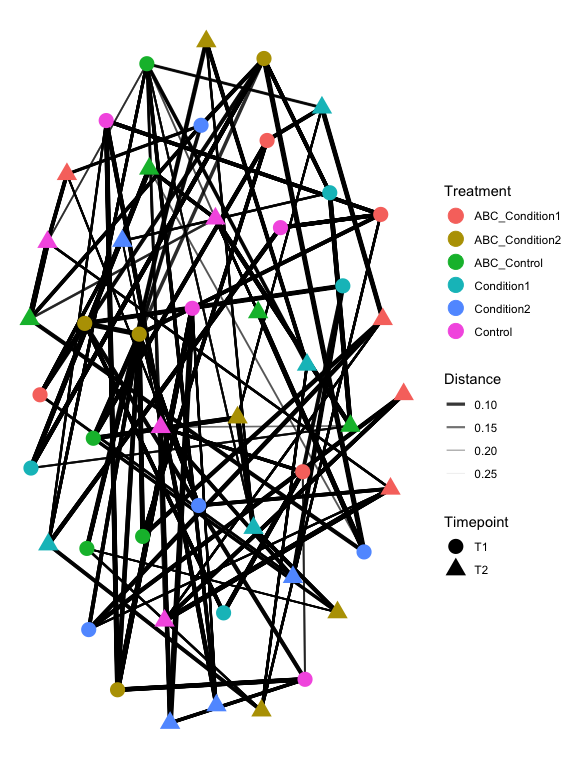 Treatment
ABC_Condition1
ABC_Condition2
ABC_Control
Condition1
Condition2
Control
Distance
0.10
0.15
0.20
0.25
Timepoint
T1
T2